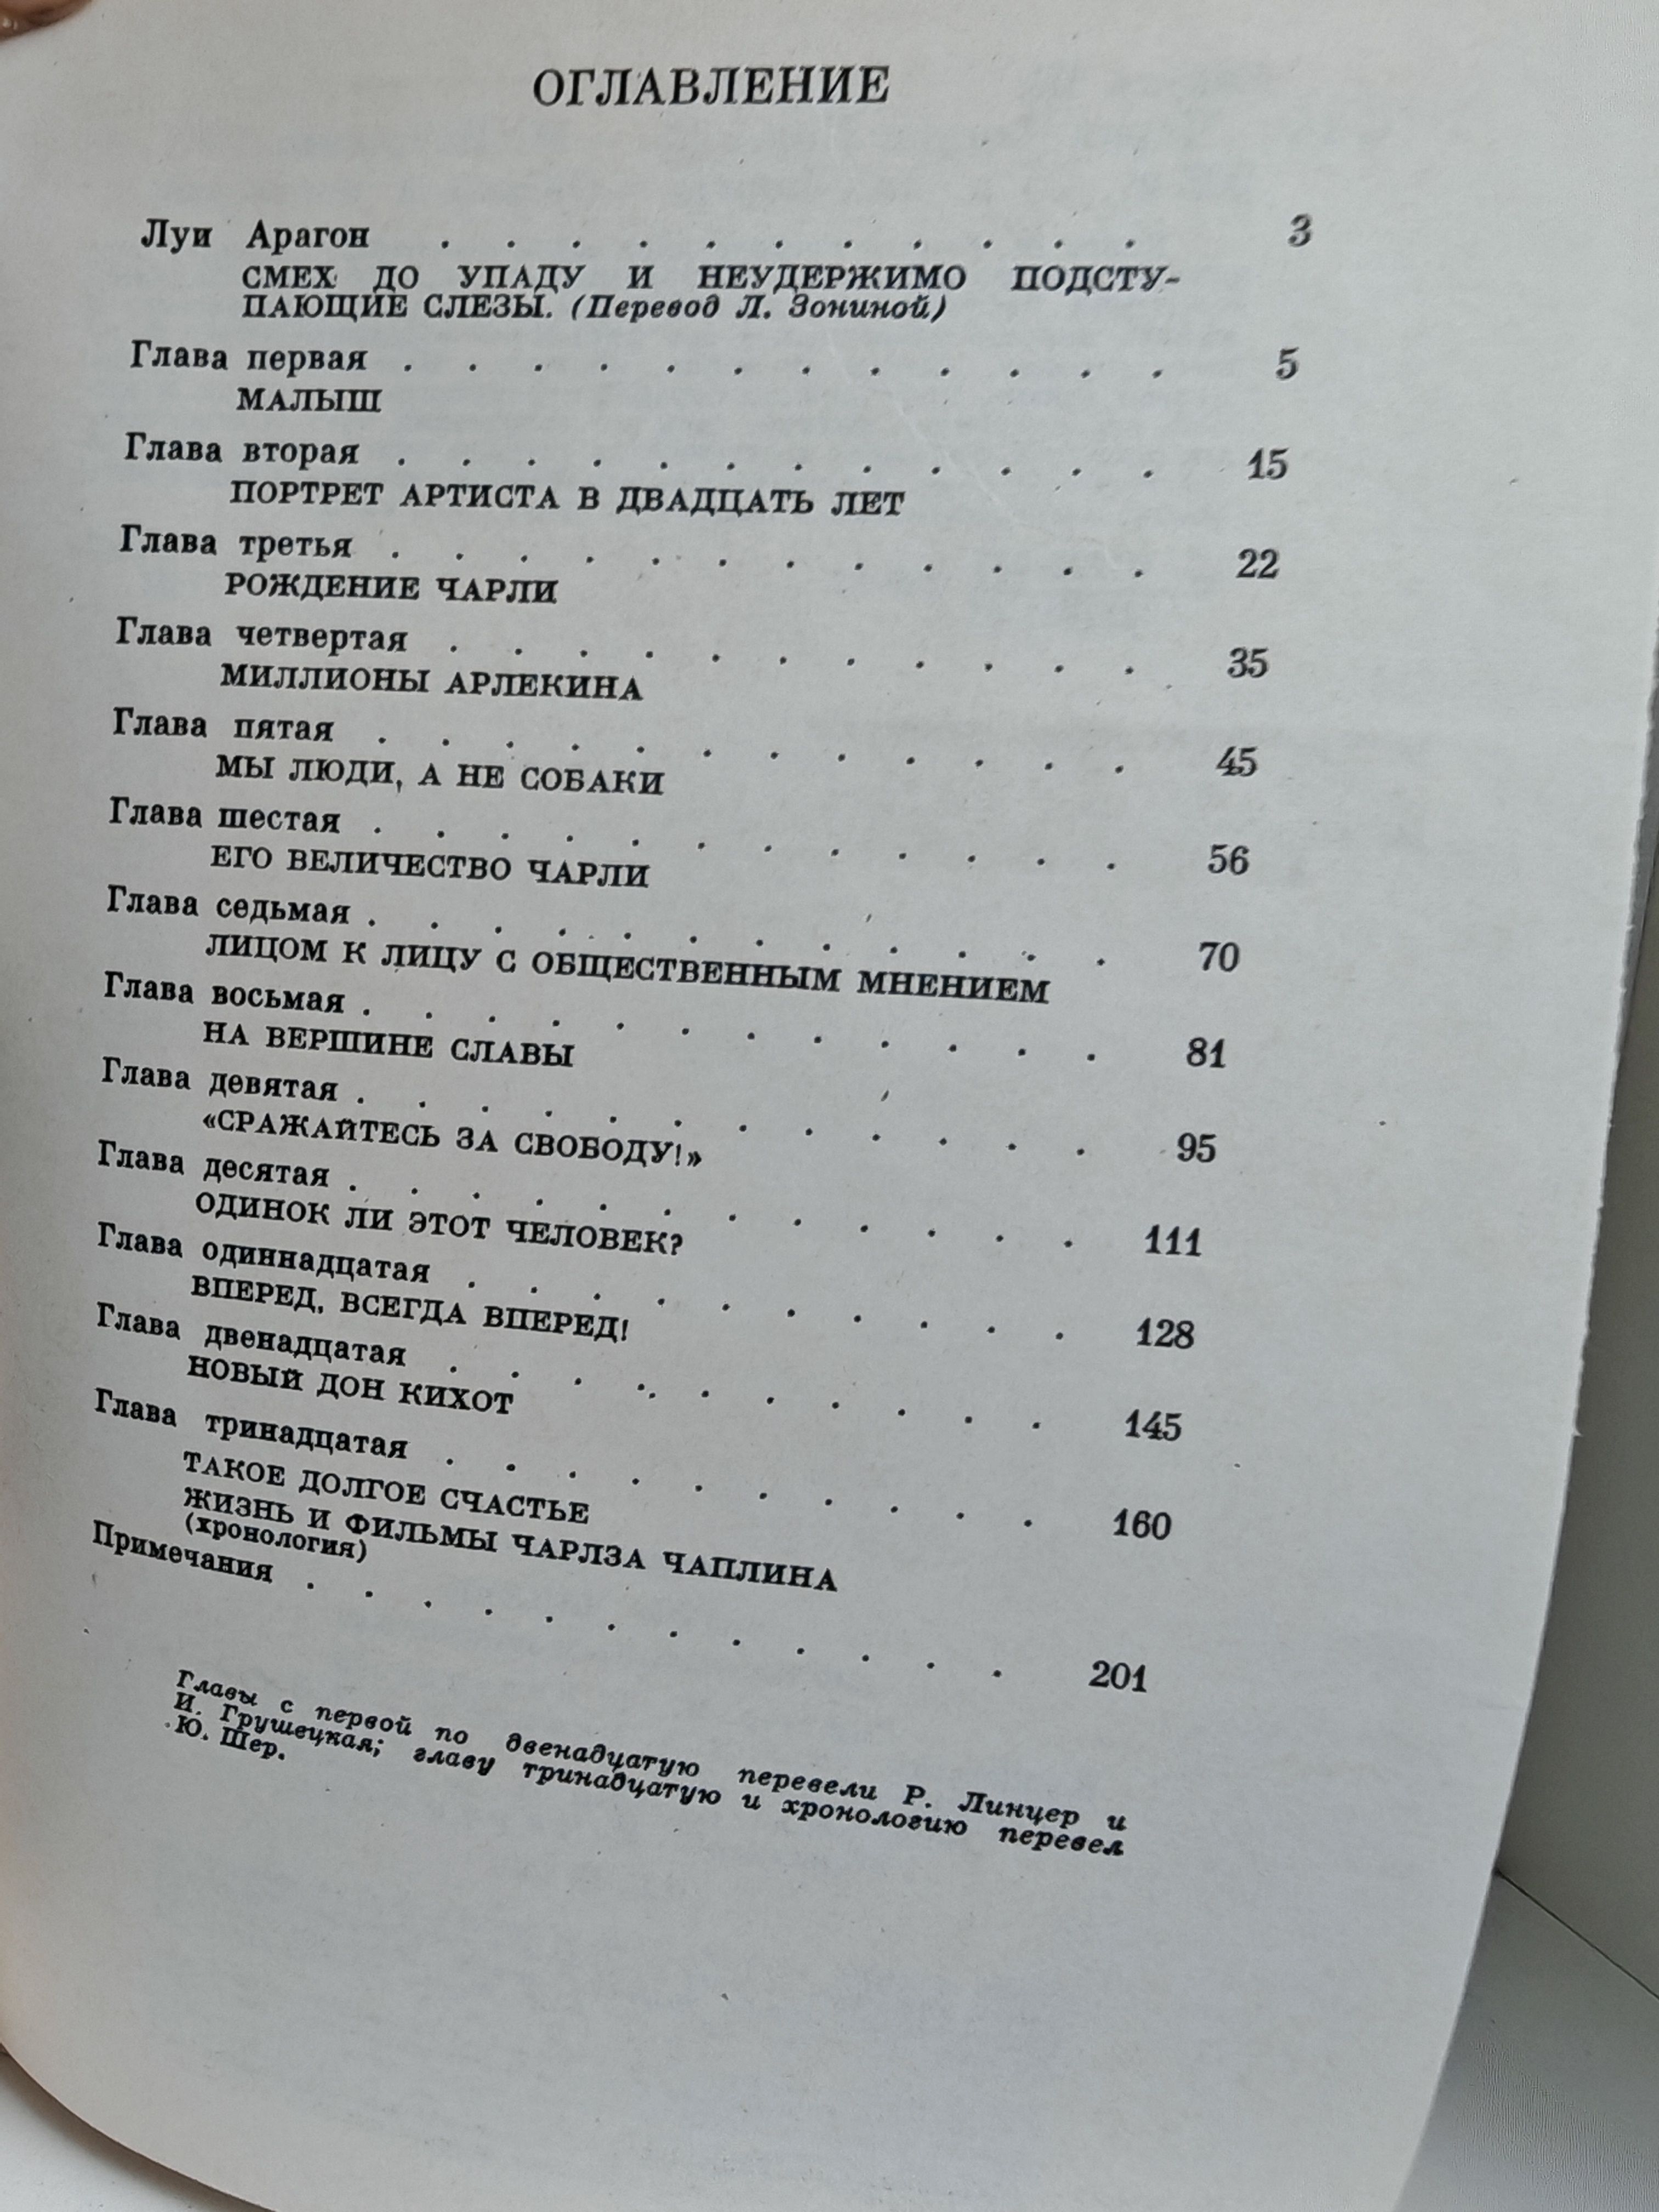 ОГЛАВЛЕНИЕ
Луи Арагон . . . . . . . . . . . 3
СМЕХ ДО УПАДУ И НЕУДЕРЖИМО ПОДСТУ-
ПАЮЩИЕ СЛЕЗЫ. (Перевод Л. Зониной)
Глава первая . . . . . . . . . . . . 5
МАЛЫШ
Глава вторая . . . . . . . . . . . . 15
ПОРТРЕТ АРТИСТА В ДВАДЦАТЬ ЛЕТ
Глава третья . . . . . . . . . . . . 22
РОЖДЕНИЕ ЧАРЛИ
Глава четвертая . . . . . . . . . . . 35
МИЛЛИОНЫ АРЛЕКИНА
Глава пятая . . . . . . . . . . . . 45
МЫ ЛЮДИ, А НЕ СОБАКИ
Глава шестая . . . . . . . . . . . . 56
ЕГО ВЕЛИЧЕСТВО ЧАРЛИ
Глава седьмая . . . . . . . . . . . . 70
ЛИЦОМ К ЛИЦУ С ОБЩЕСТВЕННЫМ МНЕНИЕМ
Глава восьмая . . . . . . . . . . . . 81
НА ВЕРШИНЕ СЛАВЫ
Глава девятая . . . . . . . . . . . . 95
«СРАЖАЙТЕСЬ ЗА СВОБОДУ!»
Глава десятая . . . . . . . . . . . . 111
ОДИНОК ЛИ ЭТОТ ЧЕЛОВЕК?
Глава одиннадцатая . . . . . . . . . . 128
ВПЕРЕД, ВСЕГДА ВПЕРЕД!
Глава двенадцатая . . . . . . . . . . 145
НОВЫЙ ДОН КИХОТ
Глава тринадцатая . . . . . . . . . . 160
ТАКОЕ ДОЛГОЕ СЧАСТЬЕ
ЖИЗНЬ И ФИЛЬМЫ ЧАРЛЗА ЧАПЛИНА
(хронология)
Примечания . . . . . . . . . . . . 201
Главы с первой по двенадцатую перевели Р. Линцер и
И. Грушецкая; главу тринадцатую и хронологию перевел
Ю. Шер.